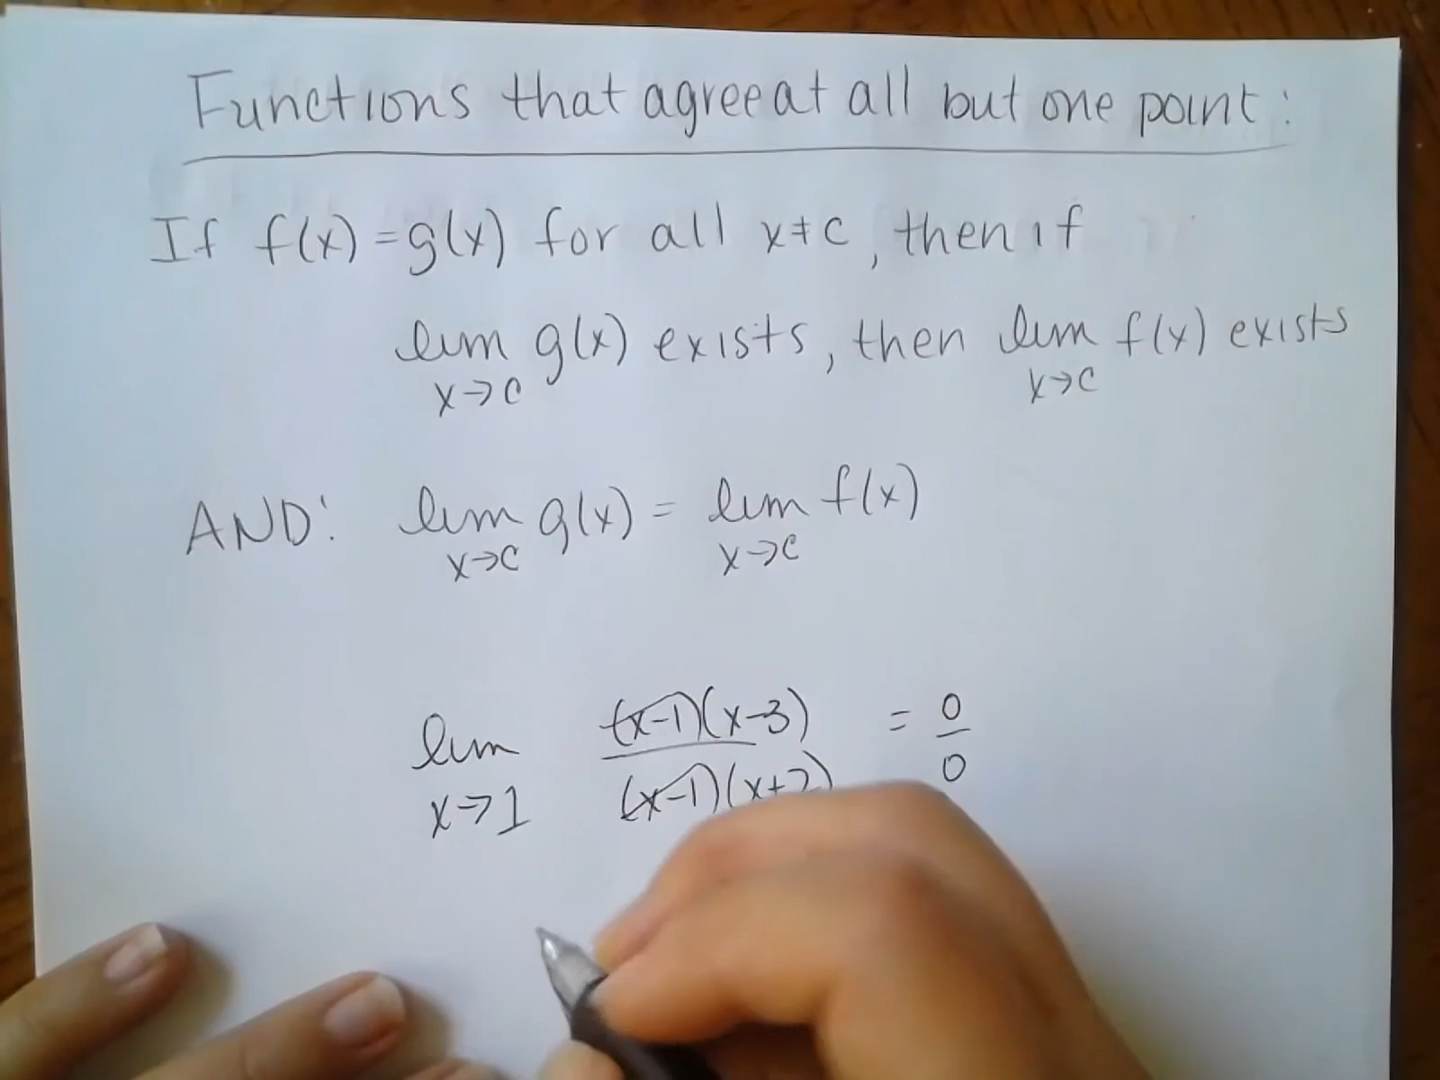 Functions that agree at all but one point:
If f(x) = g(x) for all x≠c, then if
lim g(x) exists, then lim f(x) exists
x→c x→c
AND: lim g(x) = lim f(x)
x→c x→c
lim (x-1)(x-3) = 0
x→1 (x-1)(x+2) 0